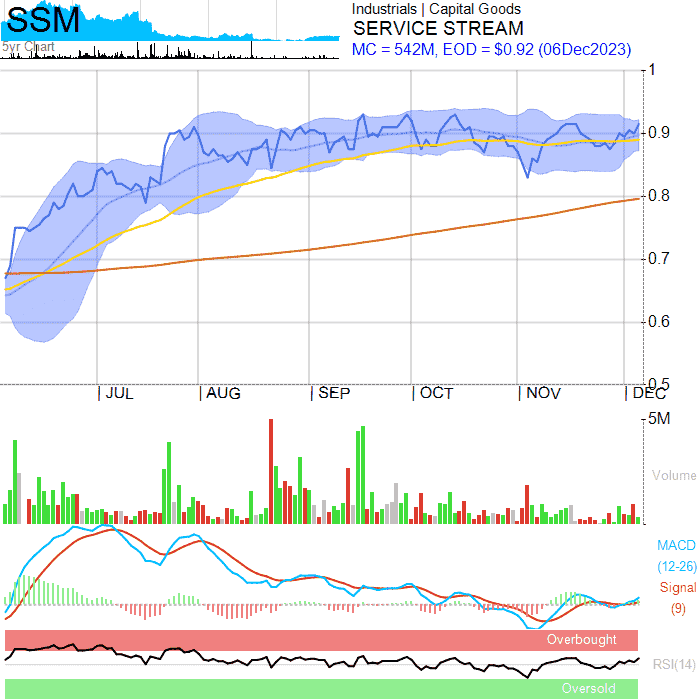 SSM
5yr Chart
Industrials | Capital Goods
SERVICE STREAM
MC = 542M, EOD = $0.92 (06Dec2023)
1
0.9
0.8
0.7
0.6
0.5
| JUL | AUG | SEP | OCT | NOV | DEC
5M
Volume
MACD
(12-26)
Signal
(9)
Overbought
RSI(14)
Oversold